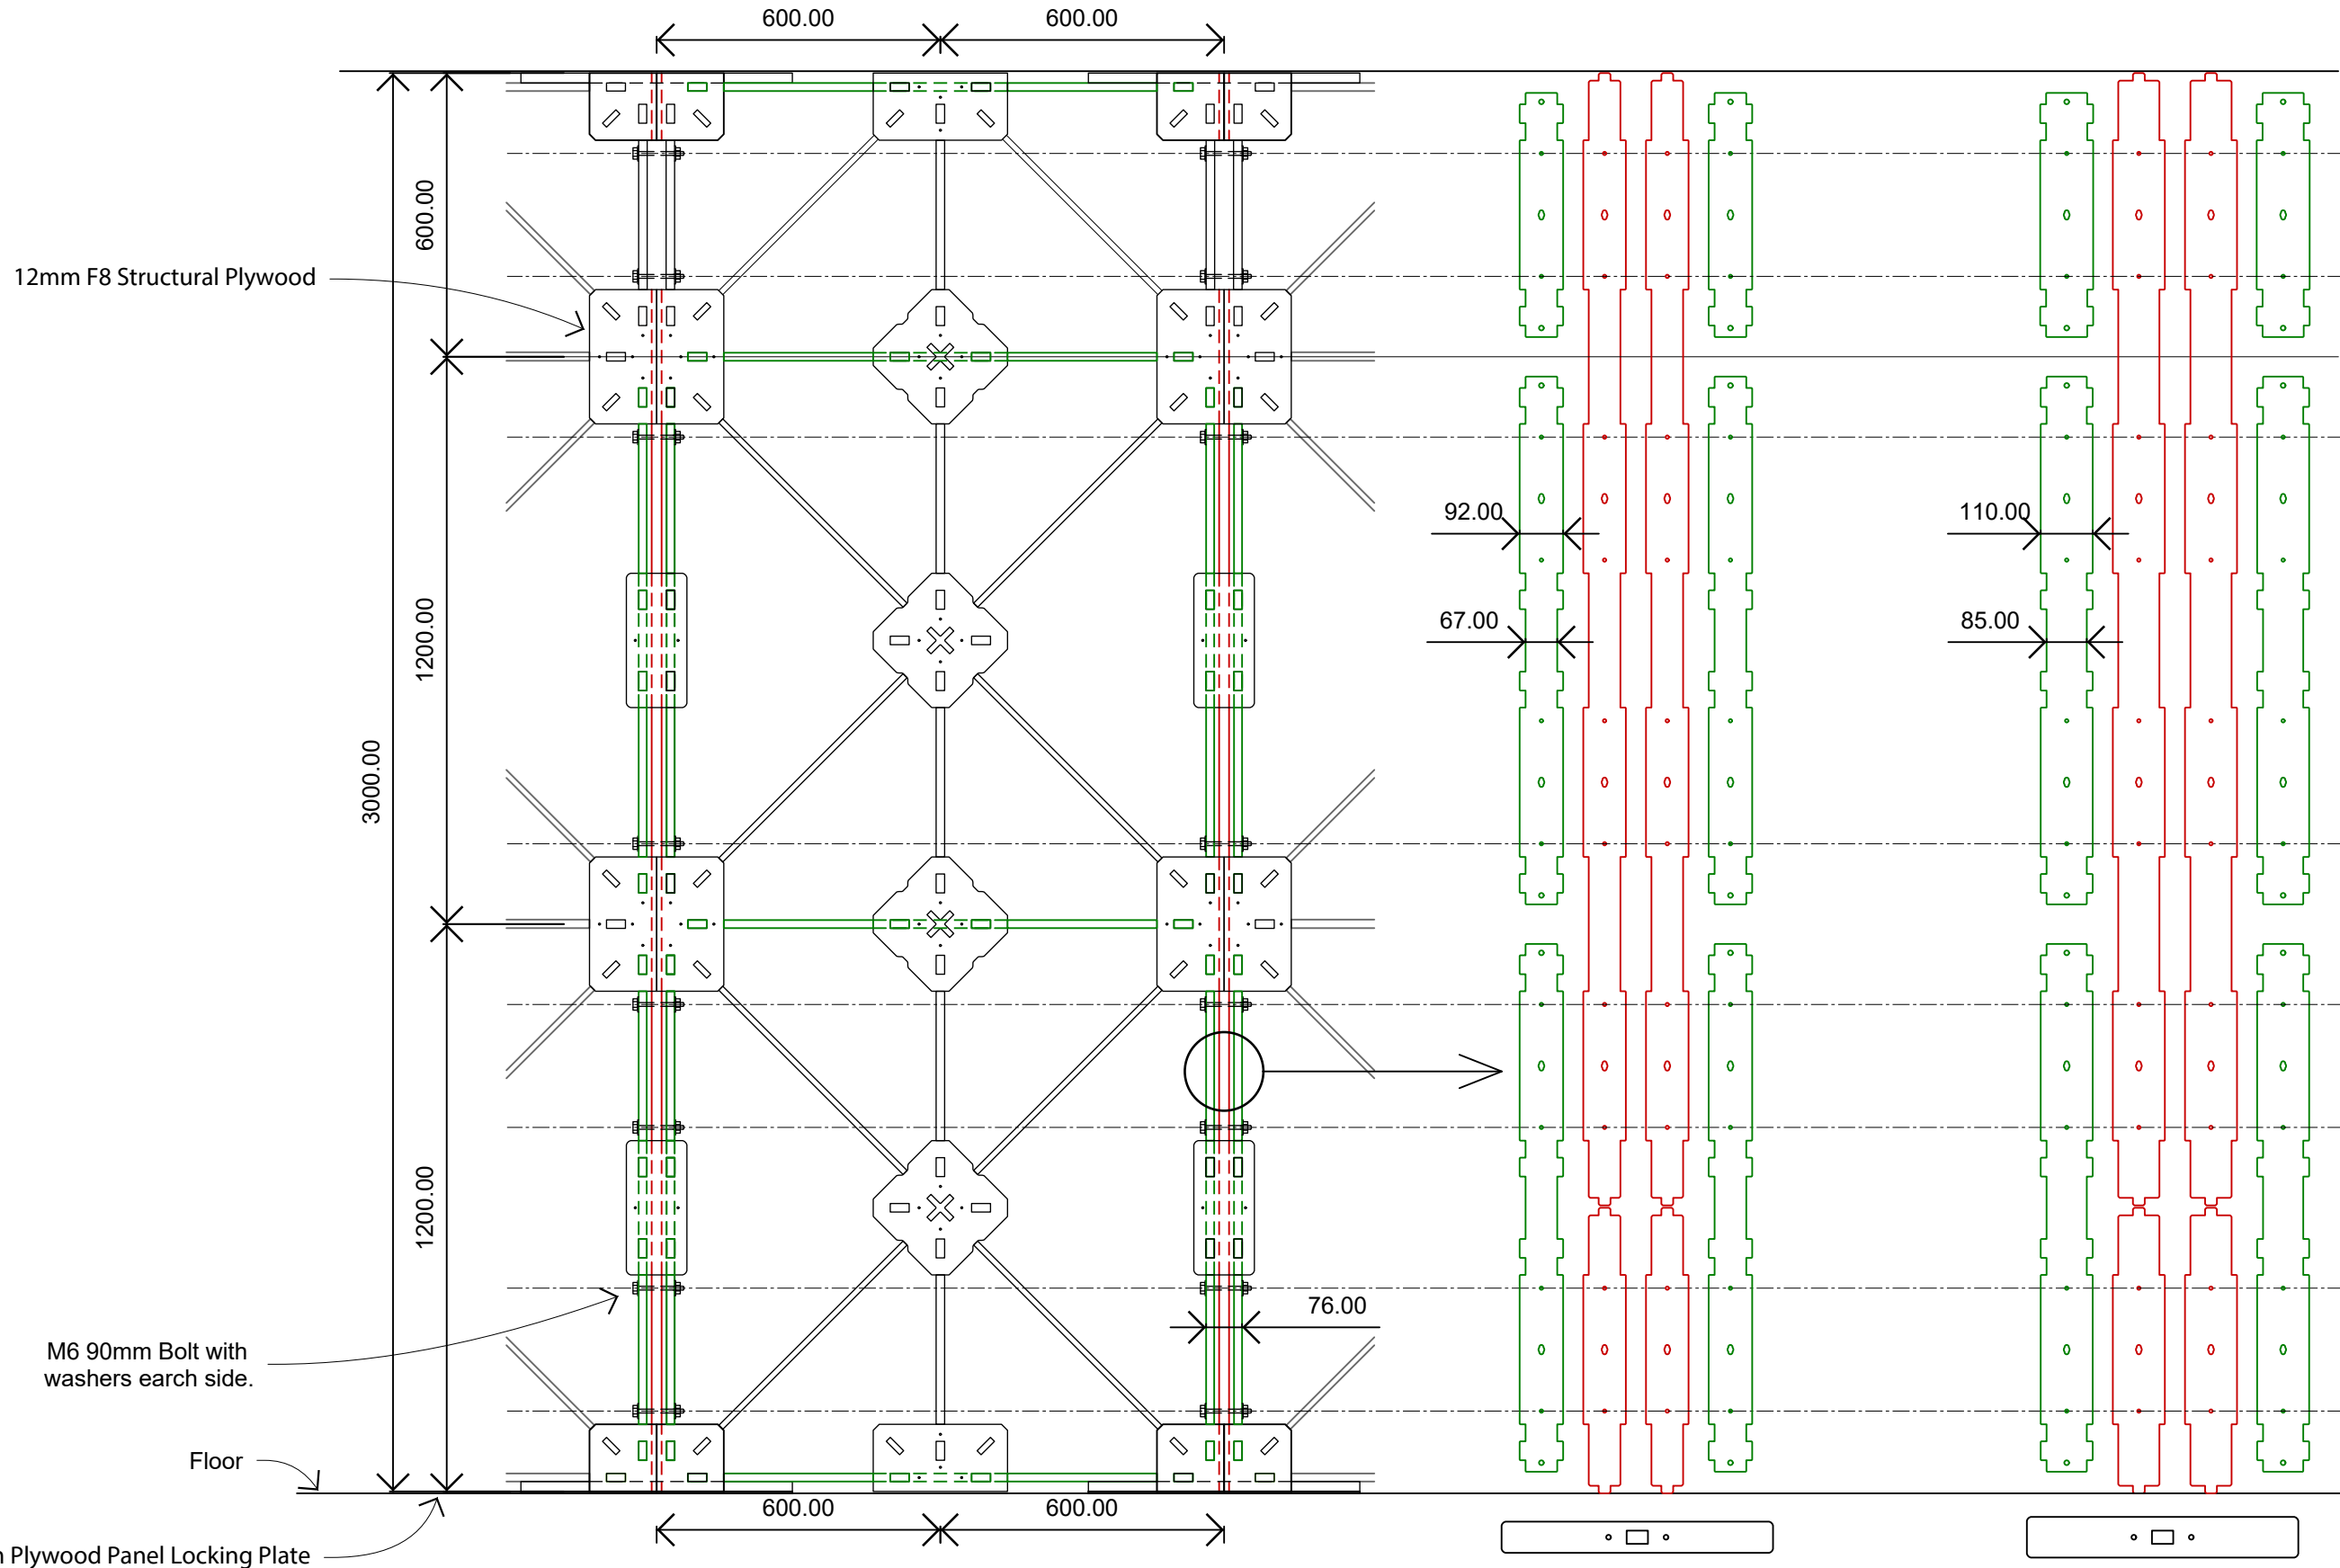 600.00
600.00
600.00
12mm F8 Structural Plywood
92.00
110.00
67.00
85.00
1200.00
3000.00
1200.00
76.00
M6 90mm Bolt with
washers earch side.
Floor
600.00
600.00
Plywood Panel Locking Plate